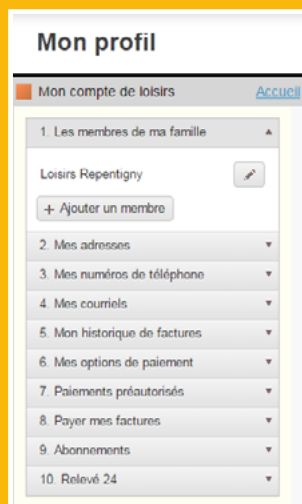 Mon profil
Mon compte de loisirs Accueil
1. Les membres de ma famille
Loisirs Repentigny
+ Ajouter un membre
2. Mes adresses
3. Mes numéros de téléphone
4. Mes courriels
5. Mon historique de factures
6. Mes options de paiement
7. Paiements préautorisés
8. Payer mes factures
9. Abonnements
10. Relevé 24